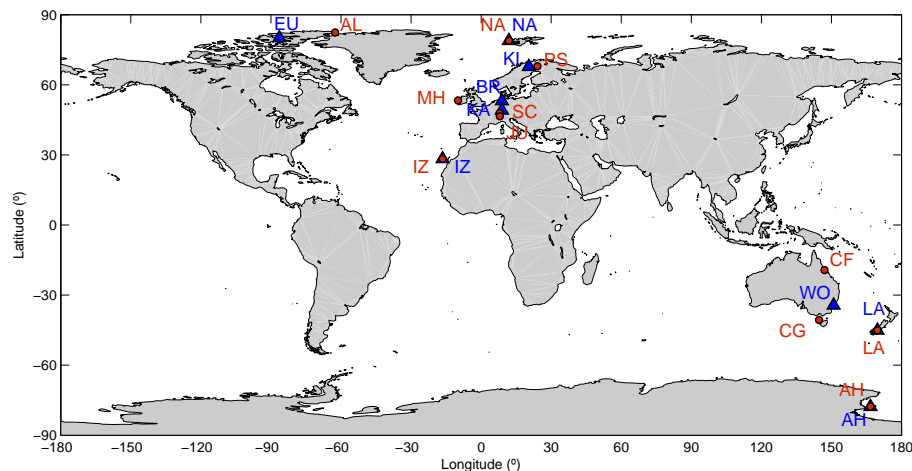 90
EU
AL
NA
NA
KI
PS
60
BR
MH
KA
SC
JU
30
IZ
IZ
Latitude (º)
0
CF
−30
WO
LA
CG
LA
−60
AH
AH
−90
−180 −150 −120 −90 −60 −30 0 30 60 90 120 150 180
Longitude (º)